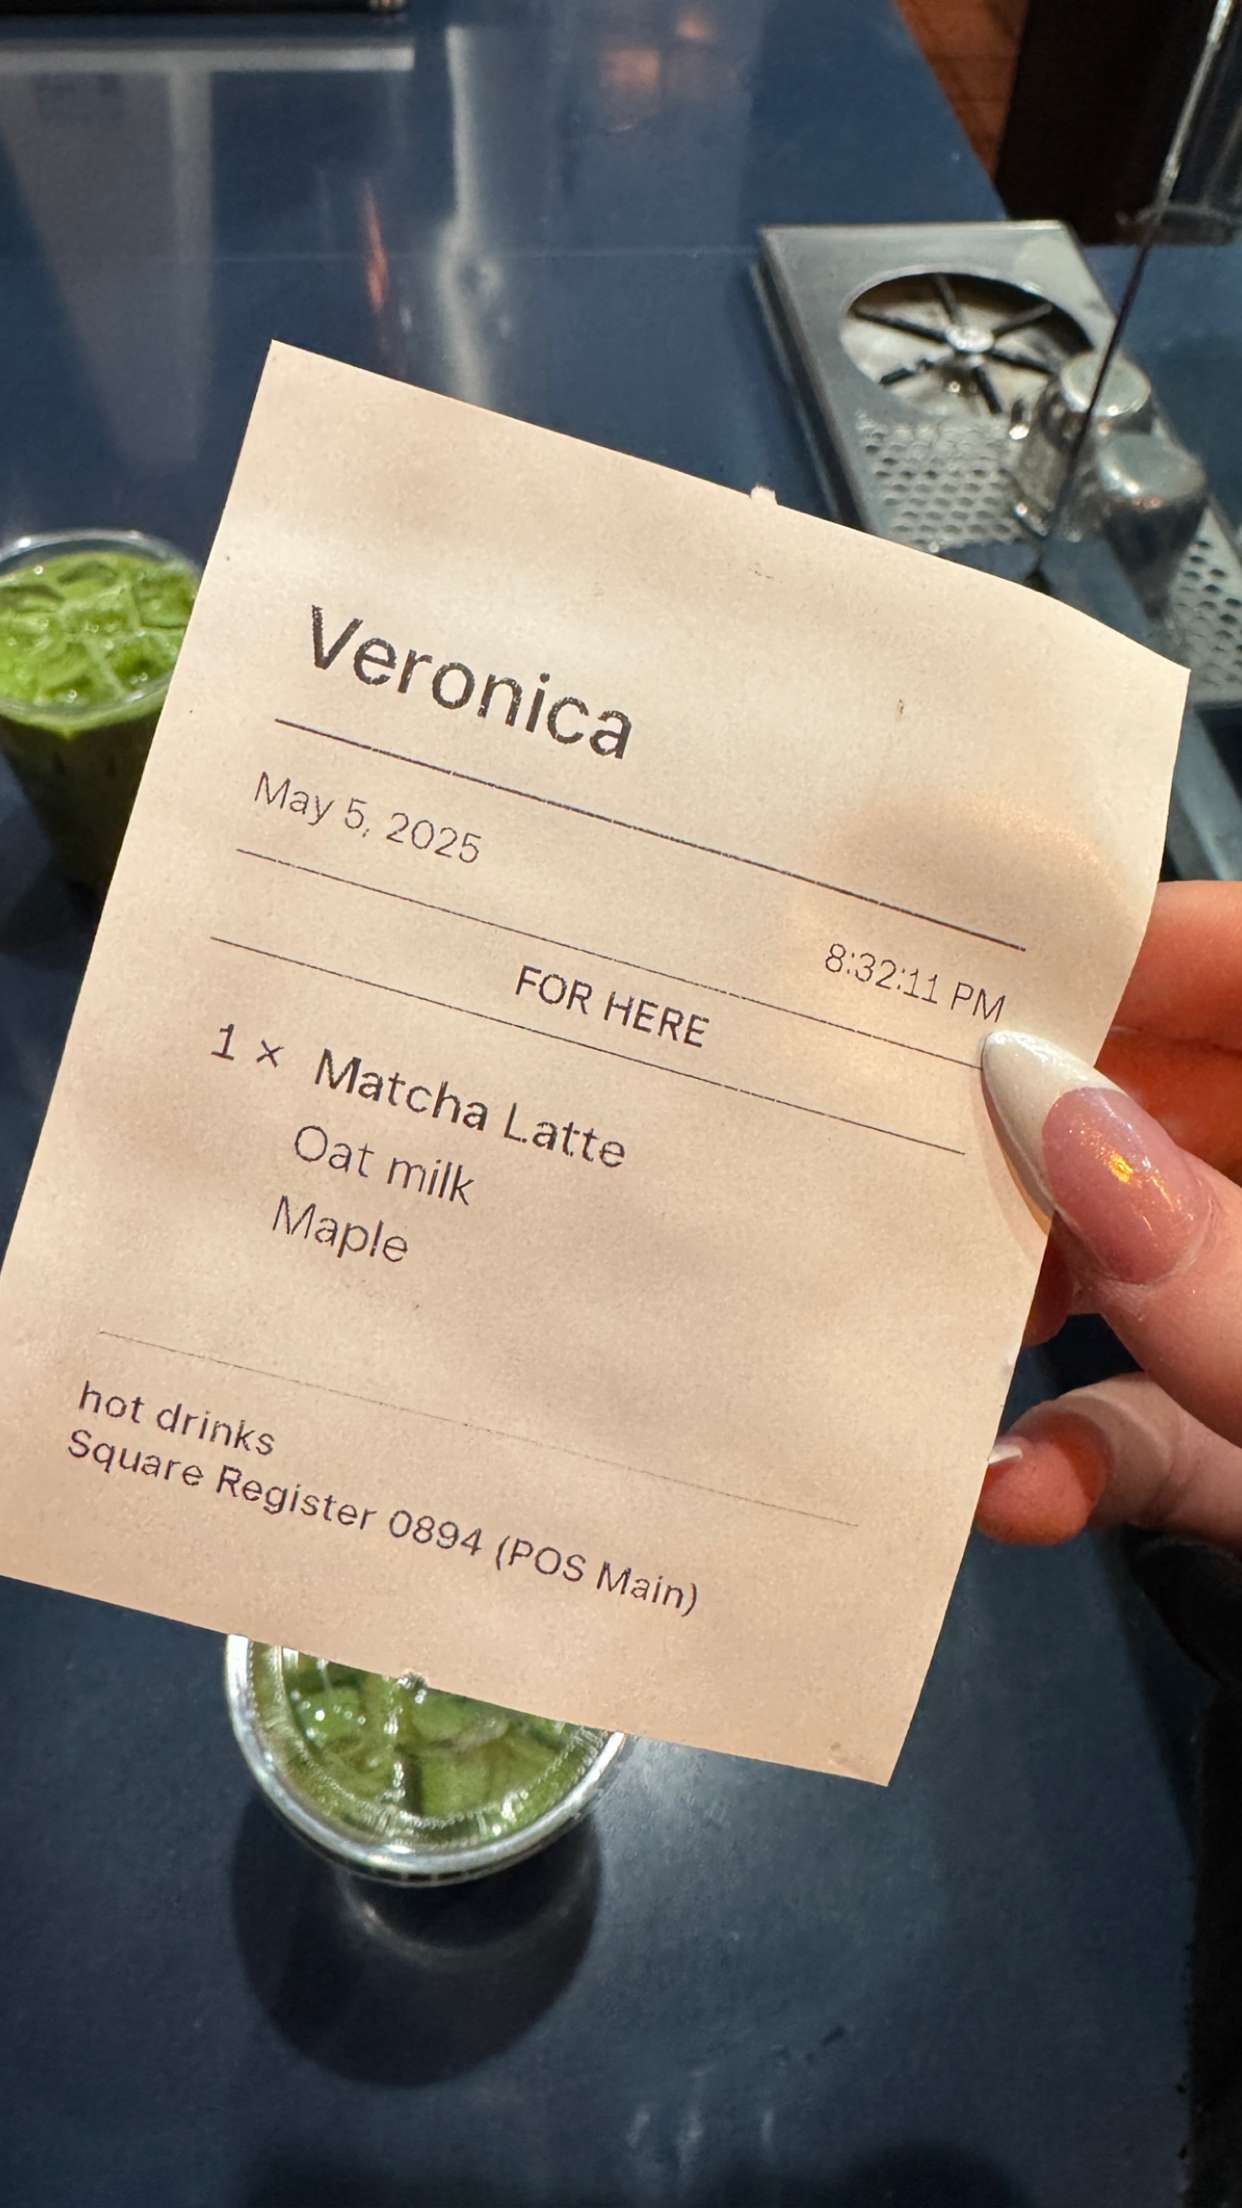 Veronica
May 5, 2025 8:32:11 PM
FOR HERE
1 × Matcha Latte
Oat milk
Maple
hot drinks
Square Register 0894 (POS Main)